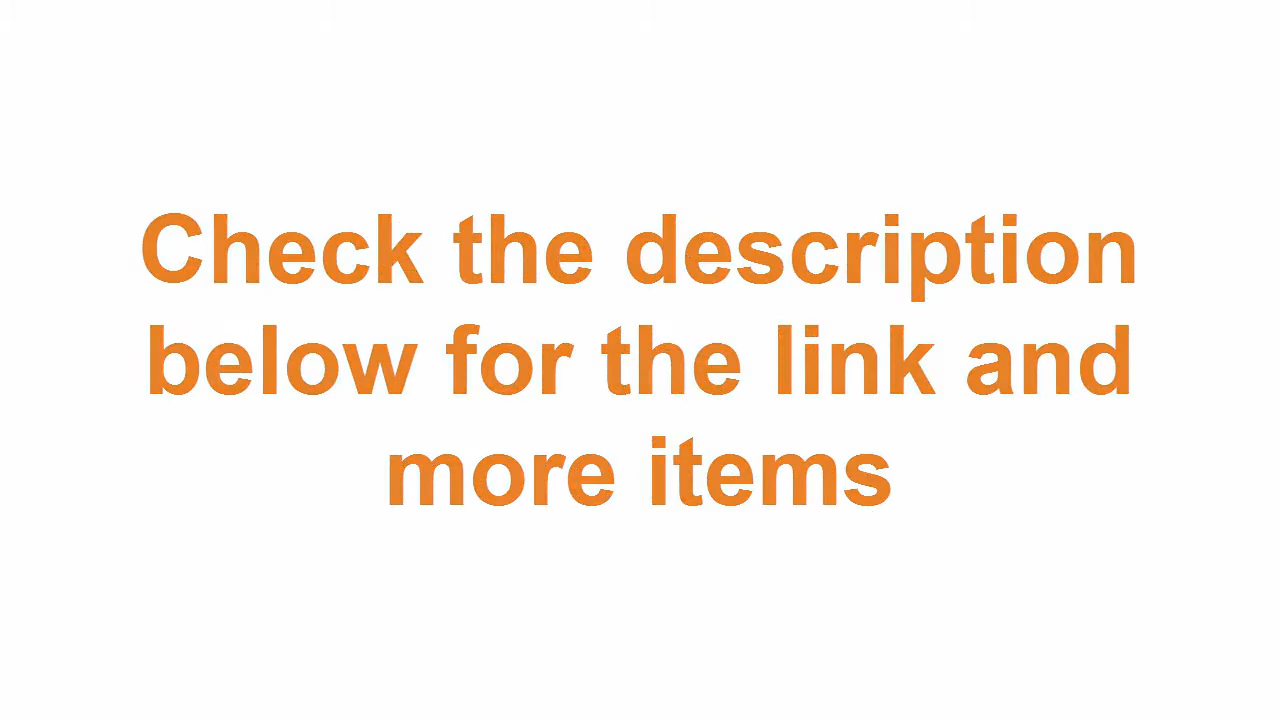 Check the description
below for the link and
more items